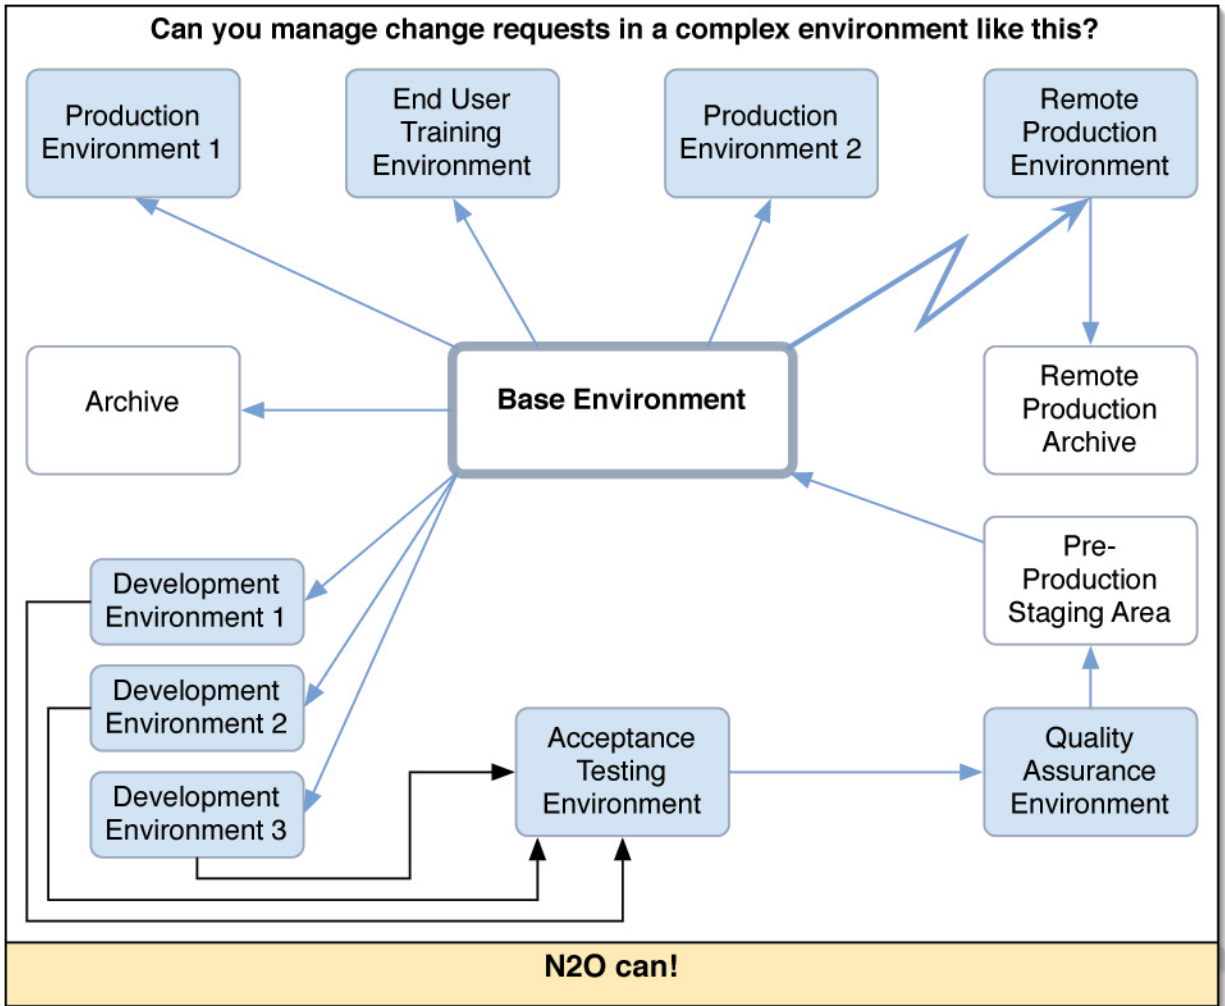 Can you manage change requests in a complex environment like this?
Production
Environment 1
End User
Training
Environment
Production
Environment 2
Remote
Production
Environment
Archive
Base Environment
Remote
Production
Archive
Pre-
Production
Staging Area
Development
Environment 1
Development
Environment 2
Development
Environment 3
Acceptance
Testing
Environment
Quality
Assurance
Environment
N2O can!